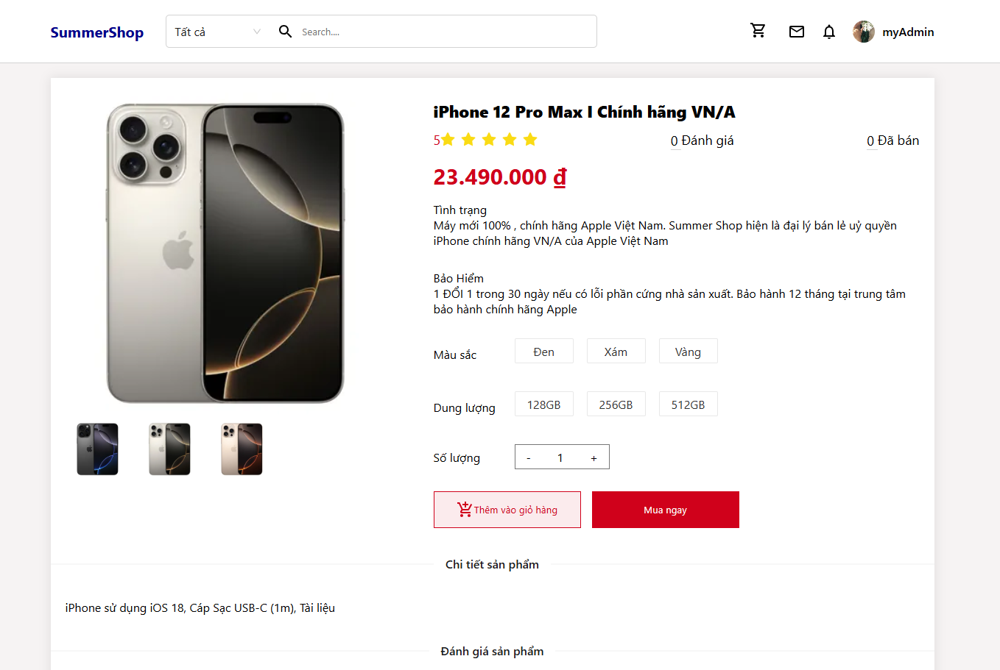 SummerShop
Tất cả
Search....
myAdmin
iPhone 12 Pro Max I Chính hãng VN/A
5
0 Đánh giá
0 Đã bán
23.490.000 ₫
Tình trạng
Máy mới 100% , chính hãng Apple Việt Nam. Summer Shop hiện là đại lý bán lẻ uỷ quyền
iPhone chính hãng VN/A của Apple Việt Nam
Bảo Hiểm
1 ĐỔI 1 trong 30 ngày nếu có lỗi phần cứng nhà sản xuất. Bảo hành 12 tháng tại trung tâm
bảo hành chính hãng Apple
Màu sắc
Đen
Xám
Vàng
Dung lượng
128GB
256GB
512GB
Số lượng
- 1 +
Thêm vào giỏ hàng
Mua ngay
Chi tiết sản phẩm
iPhone sử dụng iOS 18, Cáp Sạc USB-C (1m), Tài liệu
Đánh giá sản phẩm